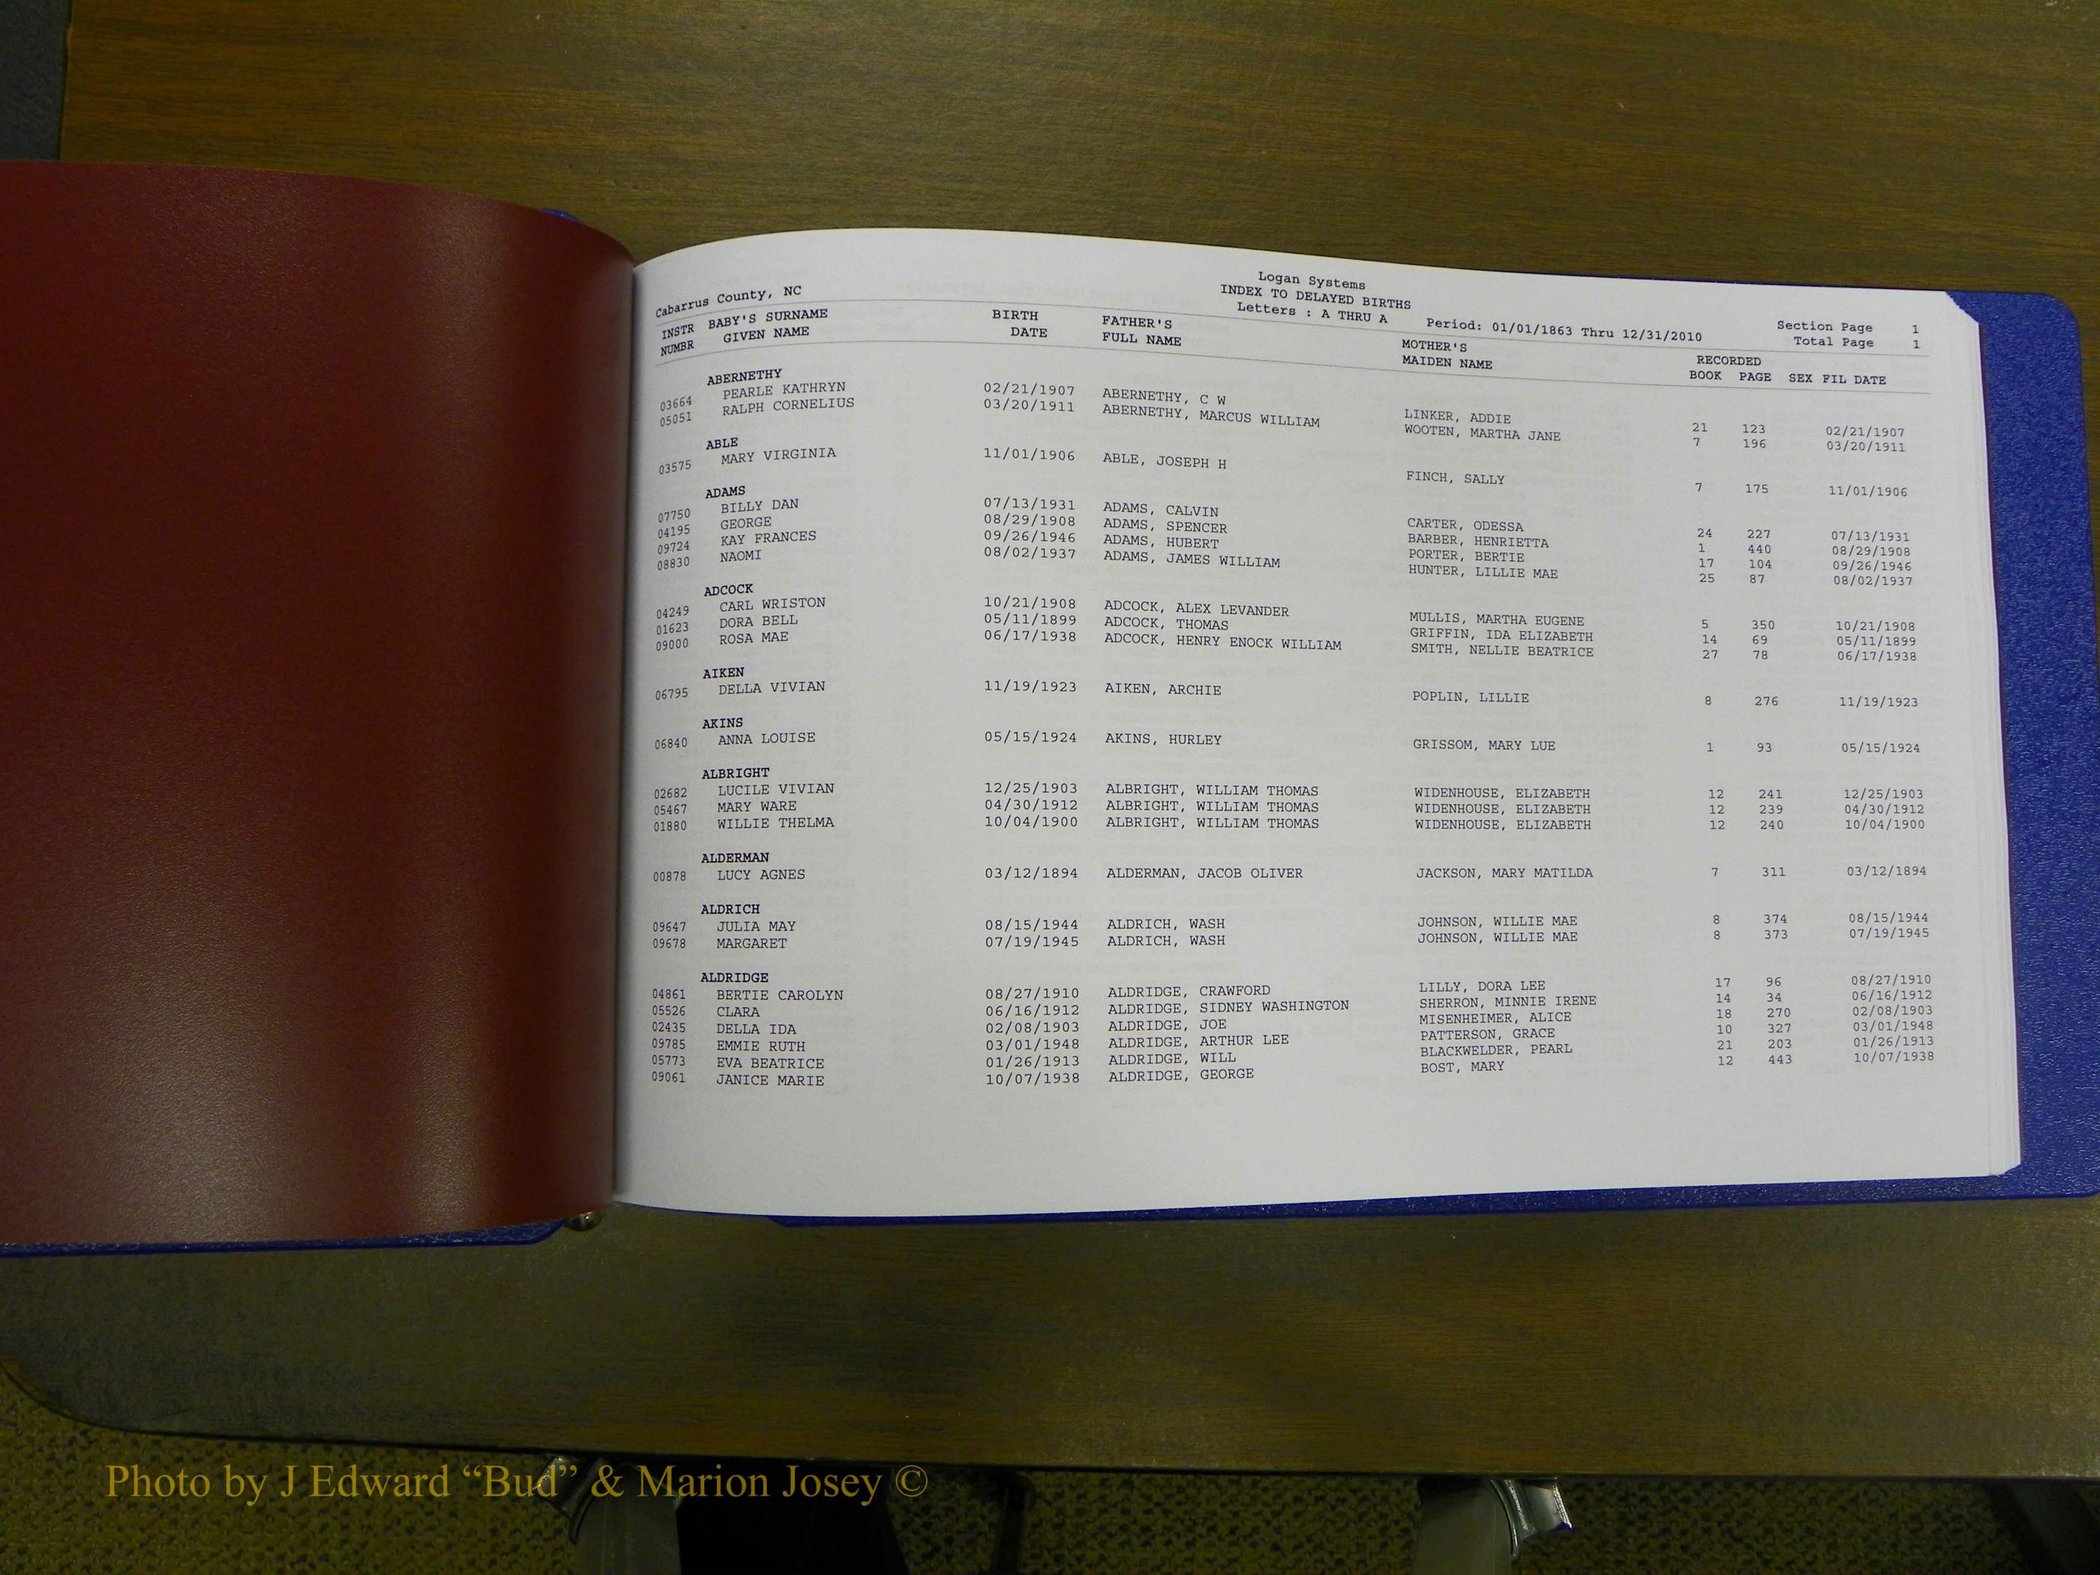 Logan Systems
Cabarrus County, NC INDEX TO DELAYED BIRTHS
Letters : A THRU A Period: 01/01/1863 Thru 12/31/2010 Section Page 1
Total Page 1
INSTR BABY'S SURNAME BIRTH FATHER'S MOTHER'S RECORDED
NUMBR GIVEN NAME DATE FULL NAME MAIDEN NAME BOOK PAGE SEX FIL DATE
ABERNETHY
03664 PEARLE KATHRYN 02/21/1907 ABERNETHY, C W LINKER, ADDIE 21 123 02/21/1907
05051 RALPH CORNELIUS 03/20/1911 ABERNETHY, MARCUS WILLIAM WOOTEN, MARTHA JANE 7 196 03/20/1911
ABLE
03575 MARY VIRGINIA 11/01/1906 ABLE, JOSEPH H FINCH, SALLY 7 175 11/01/1906
ADAMS
07750 BILLY DAN 07/13/1931 ADAMS, CALVIN CARTER, ODESSA 24 227 07/13/1931
04195 GEORGE 08/29/1908 ADAMS, SPENCER BARBER, HENRIETTA 1 440 08/29/1908
09724 KAY FRANCES 09/26/1946 ADAMS, HUBERT PORTER, BERTIE 17 104 09/26/1946
08830 NAOMI 08/02/1937 ADAMS, JAMES WILLIAM HUNTER, LILLIE MAE 25 87 08/02/1937
ADCOCK
04249 CARL WRISTON 10/21/1908 ADCOCK, ALEX LEVANDER MULLIS, MARTHA EUGENE 5 350 10/21/1908
01623 DORA BELL 05/11/1899 ADCOCK, THOMAS GRIFFIN, IDA ELIZABETH 14 69 05/11/1899
09000 ROSA MAE 06/17/1938 ADCOCK, HENRY ENOCK WILLIAM SMITH, NELLIE BEATRICE 27 78 06/17/1938
AIKEN
06795 DELLA VIVIAN 11/19/1923 AIKEN, ARCHIE POPLIN, LILLIE 8 276 11/19/1923
AKINS
06840 ANNA LOUISE 05/15/1924 AKINS, HURLEY GRISSOM, MARY LUE 1 93 05/15/1924
ALBRIGHT
02682 LUCILE VIVIAN 12/25/1903 ALBRIGHT, WILLIAM THOMAS WIDENHOUSE, ELIZABETH 12 241 12/25/1903
05467 MARY WARE 04/30/1912 ALBRIGHT, WILLIAM THOMAS WIDENHOUSE, ELIZABETH 12 239 04/30/1912
01880 WILLIE THELMA 10/04/1900 ALBRIGHT, WILLIAM THOMAS WIDENHOUSE, ELIZABETH 12 240 10/04/1900
ALDERMAN
00878 LUCY AGNES 03/12/1894 ALDERMAN, JACOB OLIVER JACKSON, MARY MATILDA 7 311 03/12/1894
ALDRICH
09647 JULIA MAY 08/15/1944 ALDRICH, WASH JOHNSON, WILLIE MAE 8 374 08/15/1944
09678 MARGARET 07/19/1945 ALDRICH, WASH JOHNSON, WILLIE MAE 8 373 07/19/1945
ALDRIDGE
04861 BERTIE CAROLYN 08/27/1910 ALDRIDGE, CRAWFORD LILLY, DORA LEE 17 96 08/27/1910
05526 CLARA 06/16/1912 ALDRIDGE, SIDNEY WASHINGTON SHERRON, MINNIE IRENE 14 34 06/16/1912
02435 DELLA IDA 02/08/1903 ALDRIDGE, JOE MISENHEIMER, ALICE 18 270 02/08/1903
09785 EMMIE RUTH 03/01/1948 ALDRIDGE, ARTHUR LEE PATTERSON, GRACE 10 327 03/01/1948
05773 EVA BEATRICE 01/26/1913 ALDRIDGE, WILL BLACKWELDER, PEARL 21 203 01/26/1913
09061 JANICE MARIE 10/07/1938 ALDRIDGE, GEORGE BOST, MARY 12 443 10/07/1938
Photo by J Edward “Bud” & Marion Josey ©